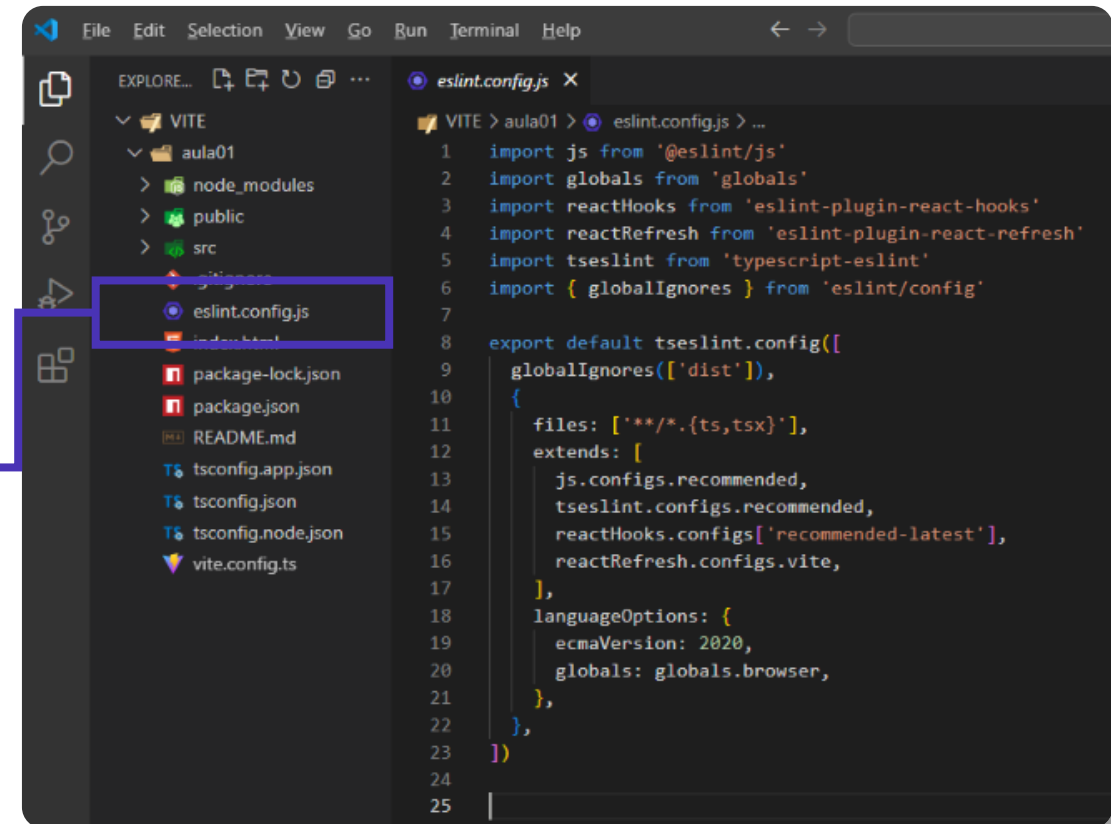 File Edit Selection View Go Run Terminal Help
EXPLORE...
VITE
aula01
node_modules
public
src
.gitignore
eslint.config.js
index.html
package-lock.json
package.json
README.md
tsconfig.app.json
tsconfig.json
tsconfig.node.json
vite.config.ts
eslint.config.js
VITE > aula01 > eslint.config.js > ...
1 import js from '@eslint/js'
2 import globals from 'globals'
3 import reactHooks from 'eslint-plugin-react-hooks'
4 import reactRefresh from 'eslint-plugin-react-refresh'
5 import tseslint from 'typescript-eslint'
6 import { globalIgnores } from 'eslint/config'
7
8 export default tseslint.config([
9 globalIgnores(['dist']),
10 {
11 files: ['**/*.{ts,tsx}'],
12 extends: [
13 js.configs.recommended,
14 tseslint.configs.recommended,
15 reactHooks.configs['recommended-latest'],
16 reactRefresh.configs.vite,
17 ],
18 languageOptions: {
19 ecmaVersion: 2020,
20 globals: globals.browser,
21 },
22 },
23 ])
24
25